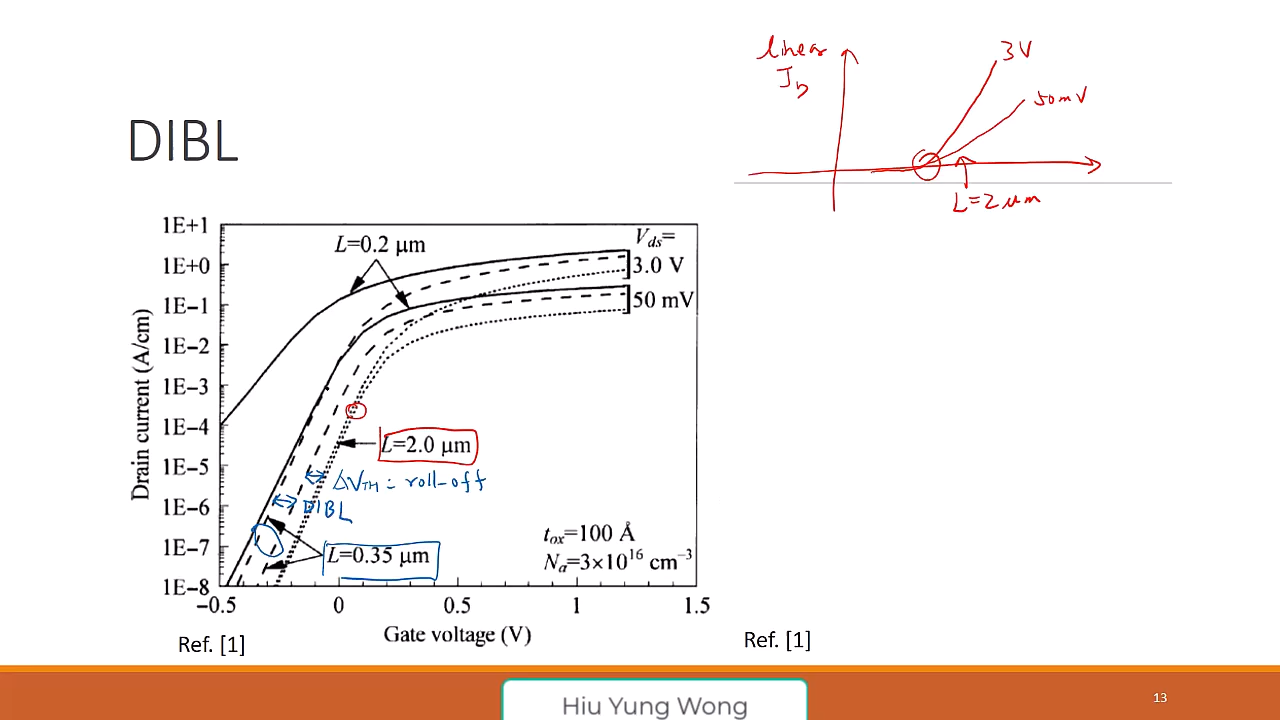 DIBL
linear
I_D
3V
50mV
L=2 μm
1E+1
1E+0
1E-1
1E-2
1E-3
1E-4
1E-5
1E-6
1E-7
1E-8
Drain current (A/cm)
L=0.2 μm
V_ds=
3.0 V
50 mV
L=2.0 μm
ΔV_TH = roll-off
DIBL
L=0.35 μm
t_ox=100 Å
N_a=3×10^16 cm^−3
−0.5 0 0.5 1 1.5
Gate voltage (V)
Ref. [1]
Ref. [1]
13
Hiu Yung Wong